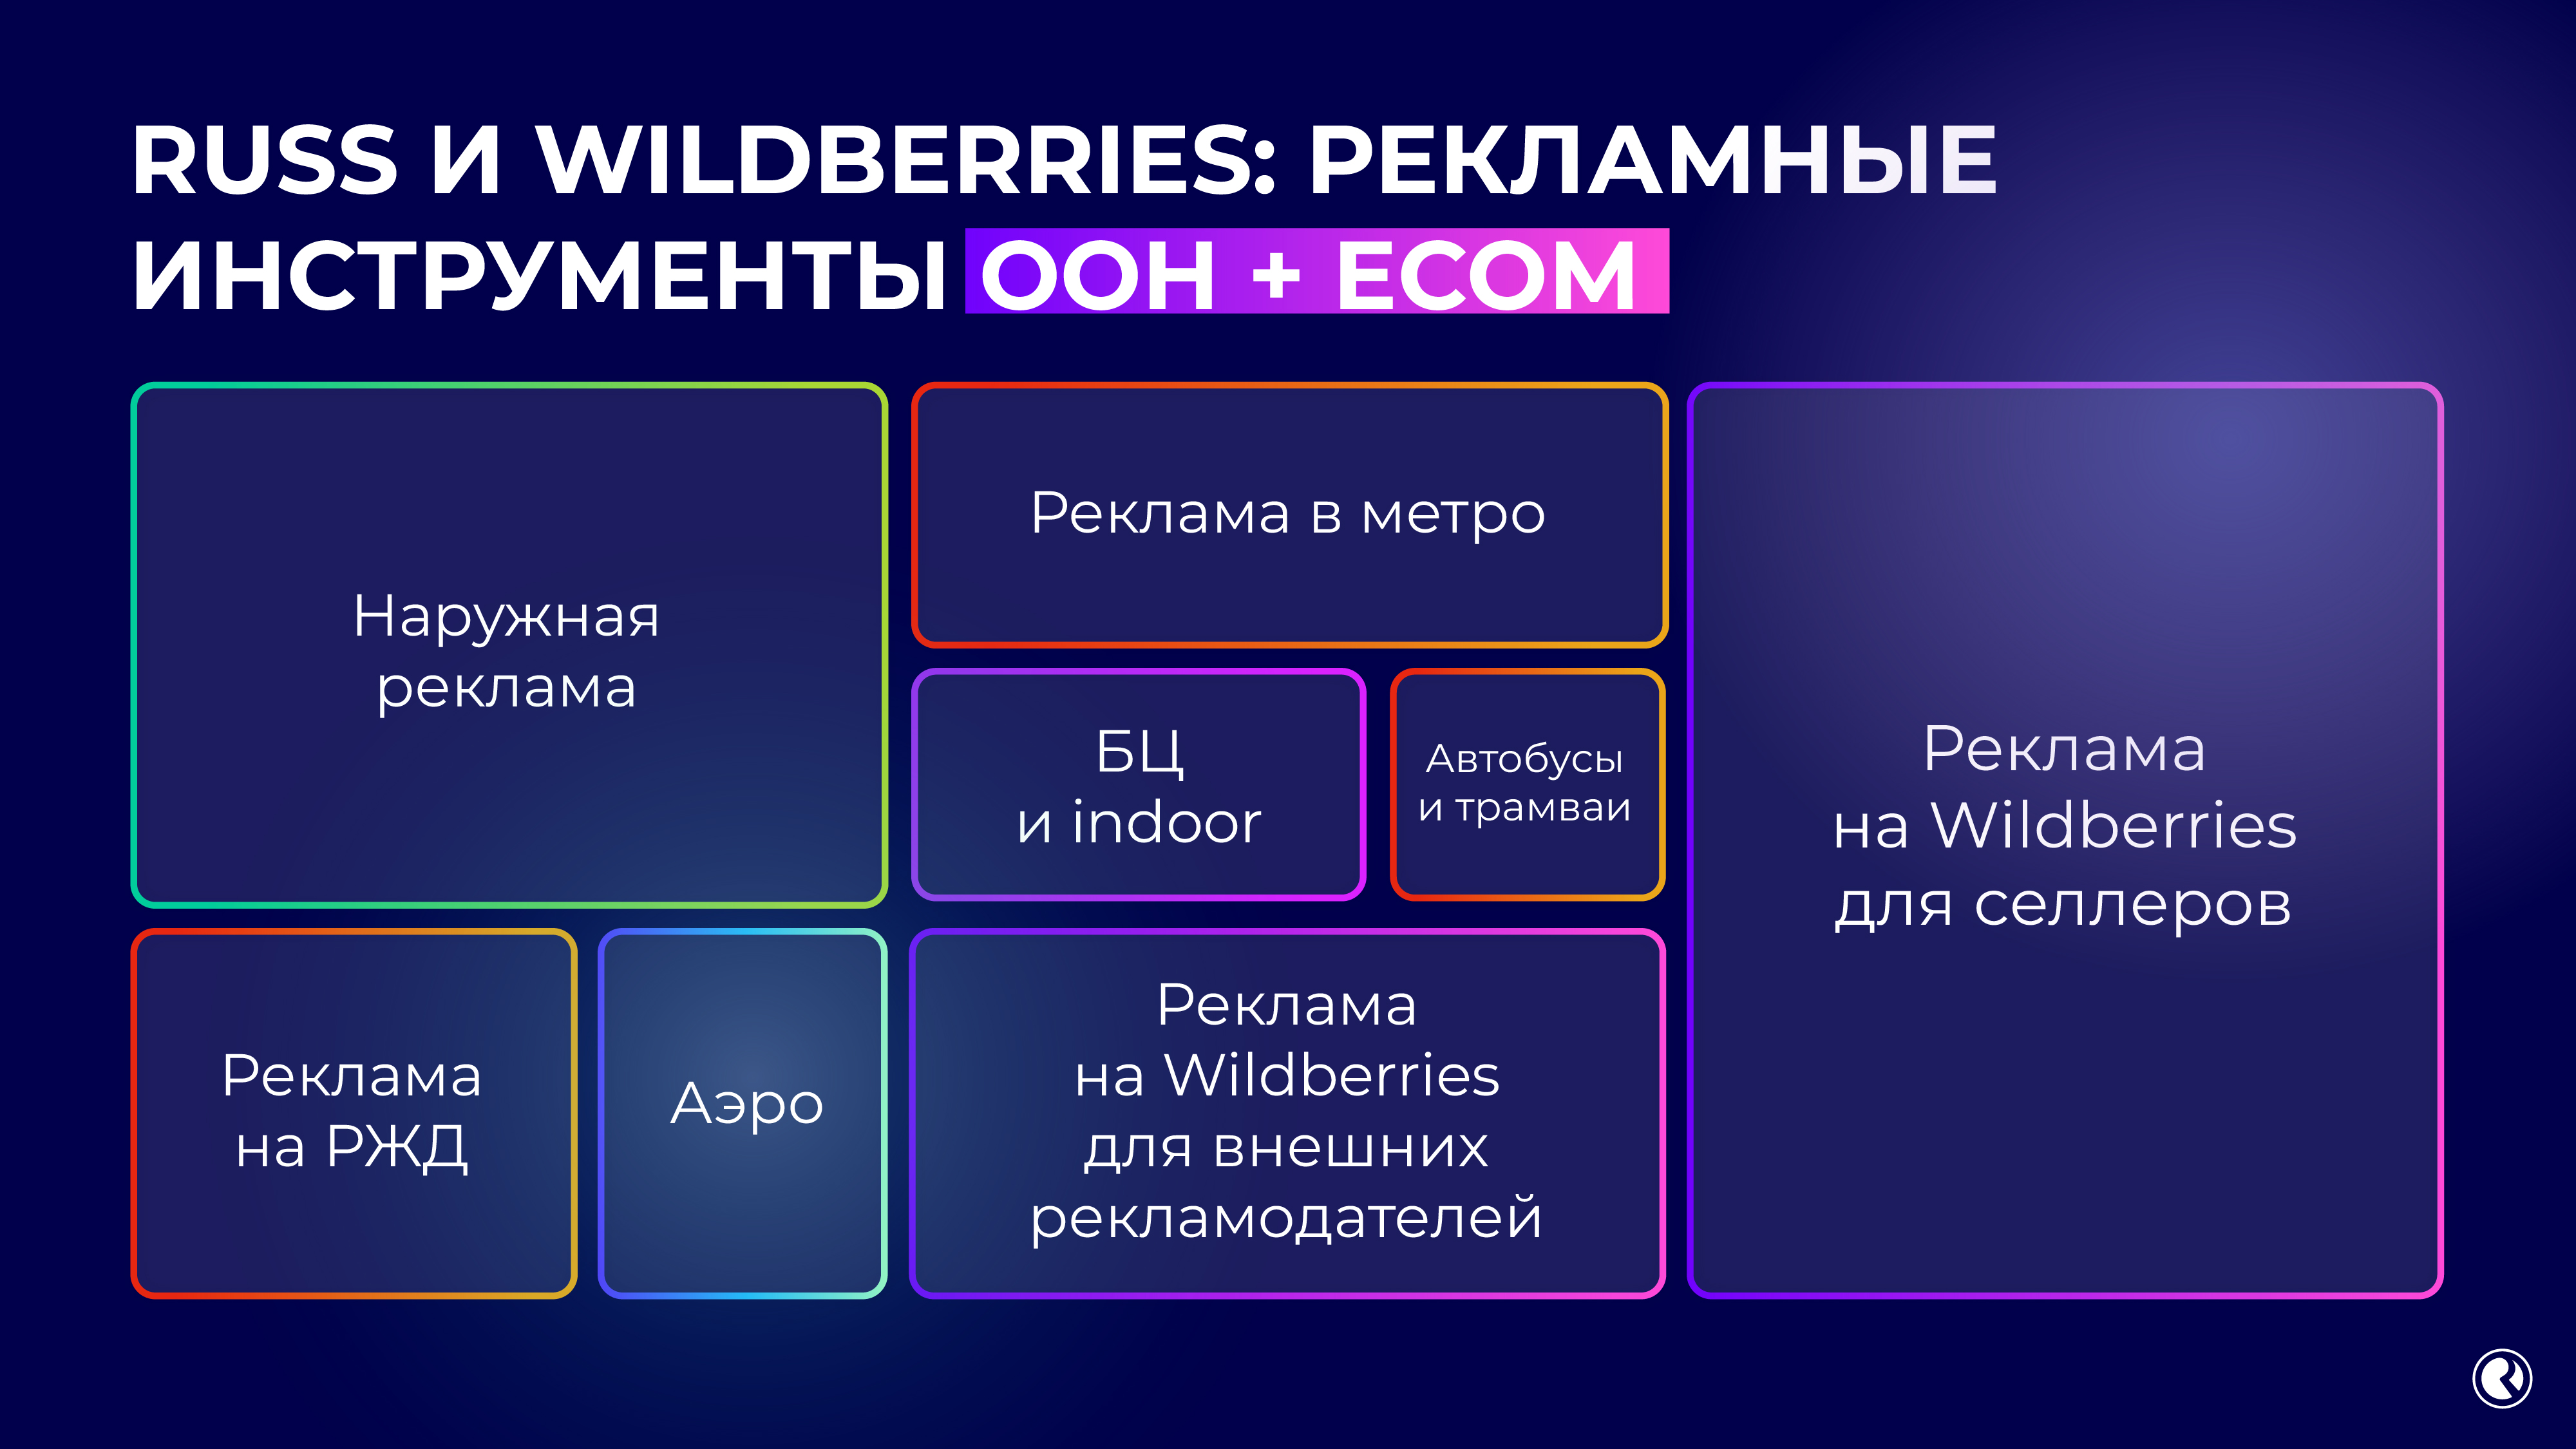 RUSS И WILDBERRIES: РЕКЛАМНЫЕ
ИНСТРУМЕНТЫ OOH + ECOM
Наружная
реклама
Реклама в метро
БЦ
и indoor
Автобусы
и трамваи
Реклама
на Wildberries
для селлеров
Реклама
на РЖД
Аэро
Реклама
на Wildberries
для внешних
рекламодателей